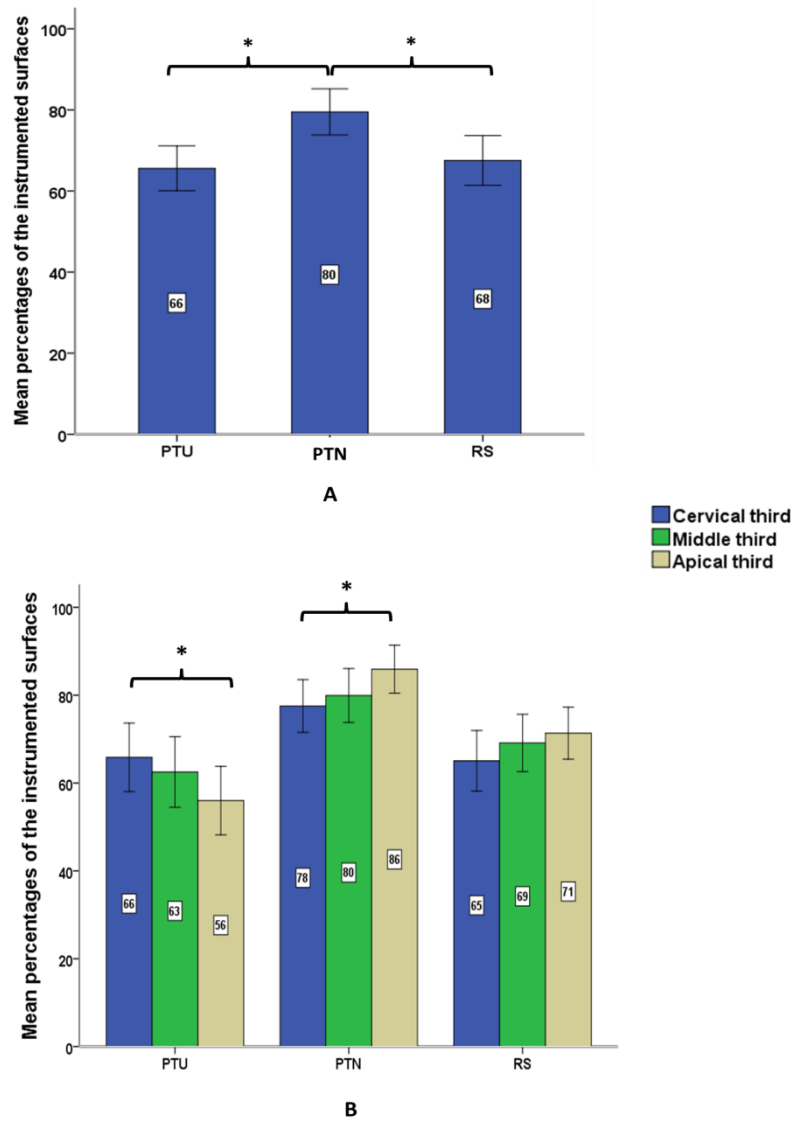 Mean percentages of the instrumented surfaces
100
80
60
40
20
0
*
*
66
80
68
PTU
PTN
RS
A
Cervical third
Middle third
Apical third
Mean percentages of the instrumented surfaces
100
80
60
40
20
0
*
*
66
63
56
78
80
86
65
69
71
PTU
PTN
RS
B